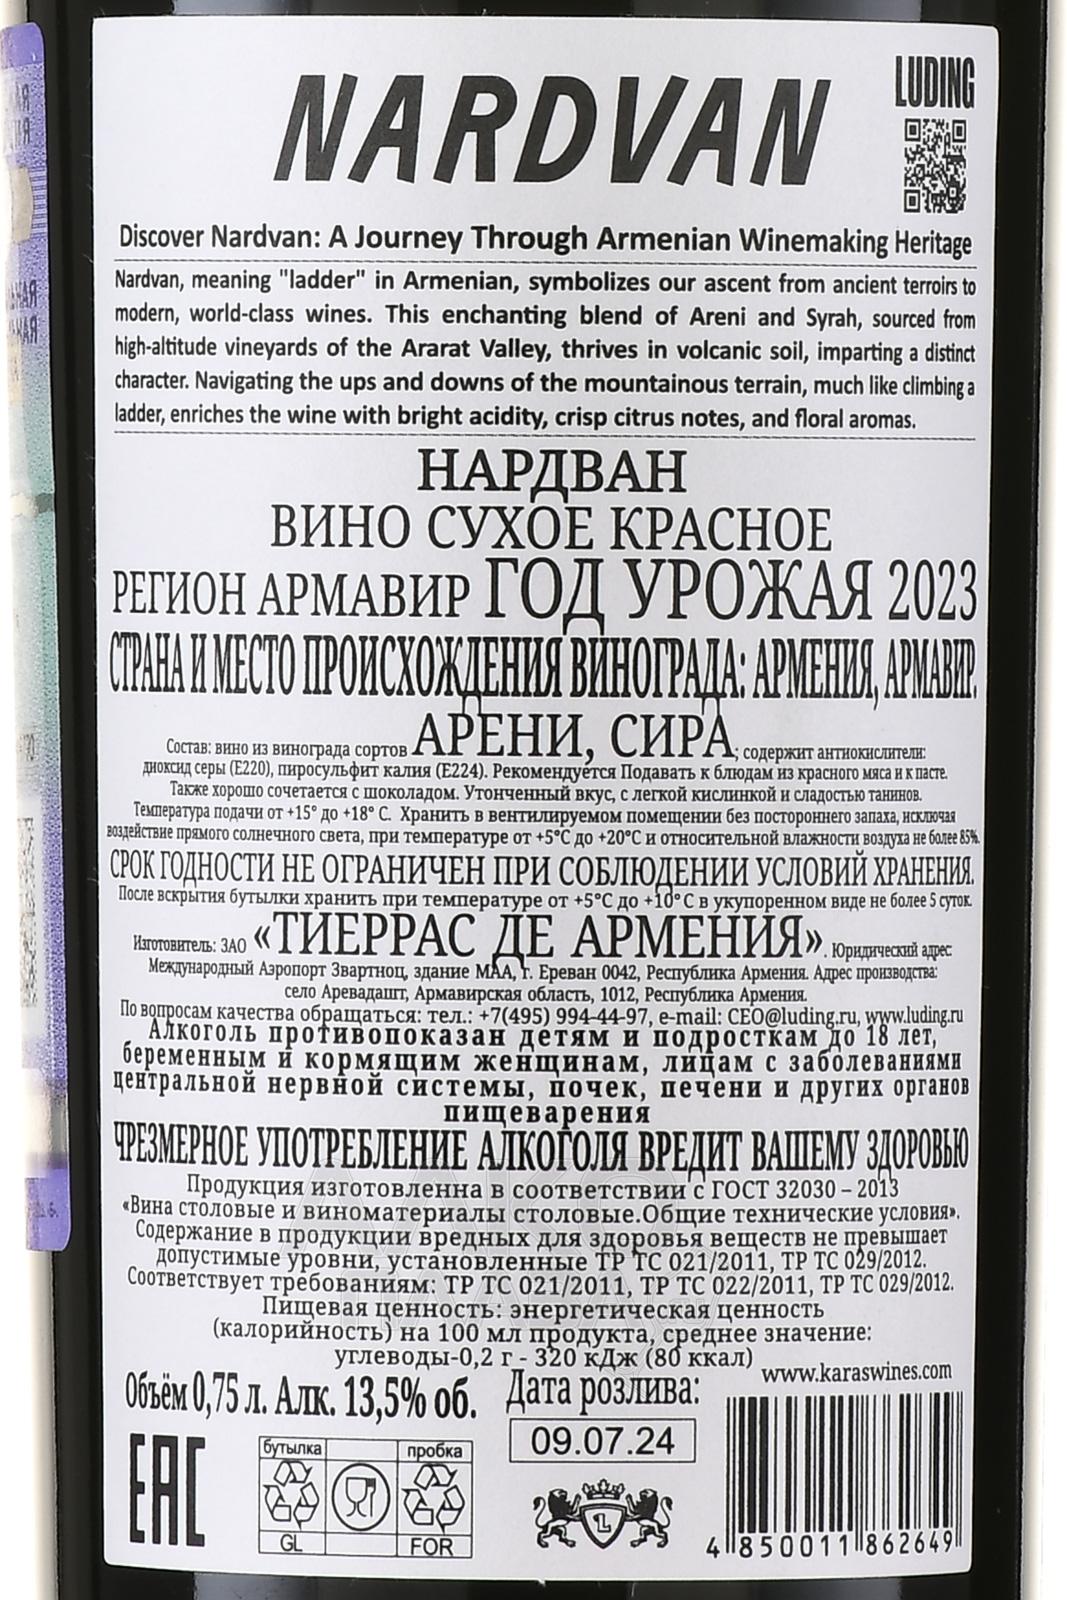 NARDVAN
LUDING
Discover Nardvan: A Journey Through Armenian Winemaking Heritage
Nardvan, meaning "ladder" in Armenian, symbolizes our ascent from ancient terroirs to
modern, world-class wines. This enchanting blend of Areni and Syrah, sourced from
high-altitude vineyards of the Ararat Valley, thrives in volcanic soil, imparting a distinct
character. Navigating the ups and downs of the mountainous terrain, much like climbing a
ladder, enriches the wine with bright acidity, crisp citrus notes, and floral aromas.
НАРДВАН
ВИНО СУХОЕ КРАСНОЕ
РЕГИОН АРМАВИР ГОД УРОЖАЯ 2023
СТРАНА И МЕСТО ПРОИСХОЖДЕНИЯ ВИНОГРАДА: АРМЕНИЯ, АРМАВИР.
Состав: вино из винограда сортов АРЕНИ, СИРА; содержит антиокислители:
диоксид серы (Е220), пиросульфит калия (Е224). Рекомендуется Подавать к блюдам из красного мяса и к пасте.
Также хорошо сочетается с шоколадом. Утонченный вкус, с легкой кислинкой и сладостью танинов.
Температура подачи от +15° до +18° С. Хранить в вентилируемом помещении без постороннего запаха, исключая
воздействие прямого солнечного света, при температуре от +5°С до +20°С и относительной влажности воздуха не более 85%.
СРОК ГОДНОСТИ НЕ ОГРАНИЧЕН ПРИ СОБЛЮДЕНИИ УСЛОВИЙ ХРАНЕНИЯ.
После вскрытия бутылки хранить при температуре от +5°С до +10°С в укупоренном виде не более 5 суток.
Изготовитель: ЗАО «ТИЕРРАС ДЕ АРМЕНИЯ». Юридический адрес:
Международный Аэропорт Звартноц, здание МАА, г. Ереван 0042, Республика Армения. Адрес производства:
село Аревадашт, Армавирская область, 1012, Республика Армения.
По вопросам качества обращаться: тел.: +7(495) 994-44-97, e-mail: CEO@luding.ru, www.luding.ru
Алкоголь противопоказан детям и подросткам до 18 лет,
беременным и кормящим женщинам, лицам с заболеваниями
центральной нервной системы, почек, печени и других органов
пищеварения
ЧРЕЗМЕРНОЕ УПОТРЕБЛЕНИЕ АЛКОГОЛЯ ВРЕДИТ ВАШЕМУ ЗДОРОВЬЮ
Продукция изготовленна в соответствии с ГОСТ 32030 – 2013
«Вина столовые и виноматериалы столовые.Общие технические условия».
Содержание в продукции вредных для здоровья веществ не превышает
допустимые уровни, установленные ТР ТС 021/2011, ТР ТС 029/2012.
Соответствует требованиям: ТР ТС 021/2011, ТР ТС 022/2011, ТР ТС 029/2012.
Пищевая ценность: энергетическая ценность
(калорийность) на 100 мл продукта, среднее значение:
углеводы-0,2 г - 320 кДж (80 ккал)
www.karaswines.com
Объём 0,75 л. Алк. 13,5% об.
Дата розлива:
09.07.24
EAC
бутылка
пробка
GL
FOR
L
4 850011 862649